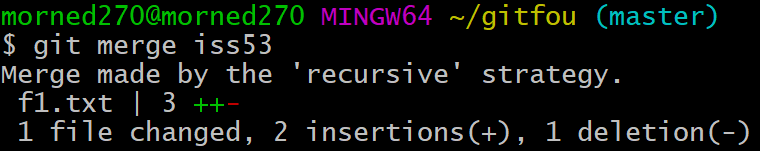 morned270@morned270 MINGW64 ~/gitfou (master)
$ git merge iss53
Merge made by the 'recursive' strategy.
 f1.txt | 3 ++-
 1 file changed, 2 insertions(+), 1 deletion(-)